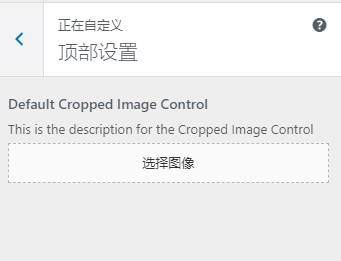 正在自定义
顶部设置
Default Cropped Image Control
This is the description for the Cropped Image Control
选择图像